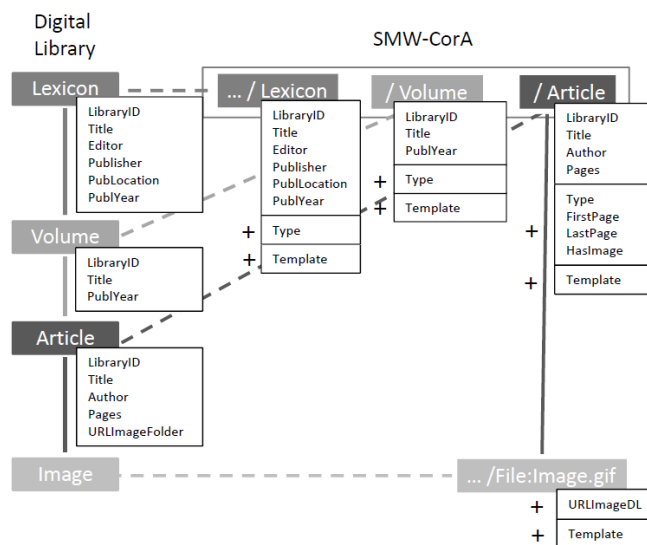 Digital
Library
SMW-CorA
Lexicon
LibraryID
Title
Editor
Publisher
PubLocation
PublYear
Volume
LibraryID
Title
PublYear
Article
LibraryID
Title
Author
Pages
URLImageFolder
Image
... / Lexicon
LibraryID
Title
Editor
Publisher
PublLocation
PublYear
+ Type
+ Template
/ Volume
LibraryID
Title
PublYear
+ Type
+ Template
/ Article
LibraryID
Title
Author
Pages
Type
FirstPage
+ LastPage
HasImage
+ Template
... /File:Image.gif
+ URLImageDL
+ Template